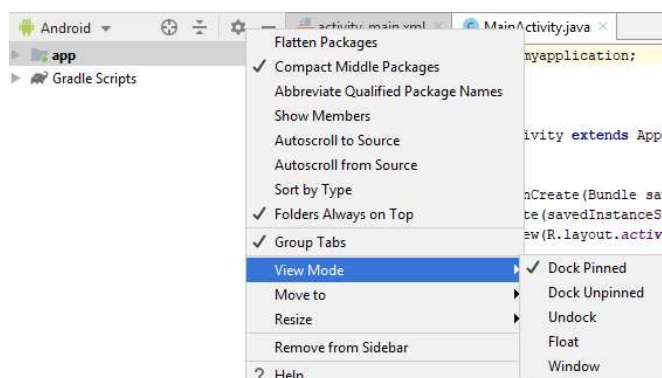 Android
activity_main.xml
MainActivity.java
app
Gradle Scripts
myapplication;
ivity extends App
nCreate(Bundle sa
te(savedInstanceS
ew(R.layout.activ
Flatten Packages
Compact Middle Packages
Abbreviate Qualified Package Names
Show Members
Autoscroll to Source
Autoscroll from Source
Sort by Type
Folders Always on Top
Group Tabs
View Mode
Move to
Resize
Remove from Sidebar
? Help
Dock Pinned
Dock Unpinned
Undock
Float
Window